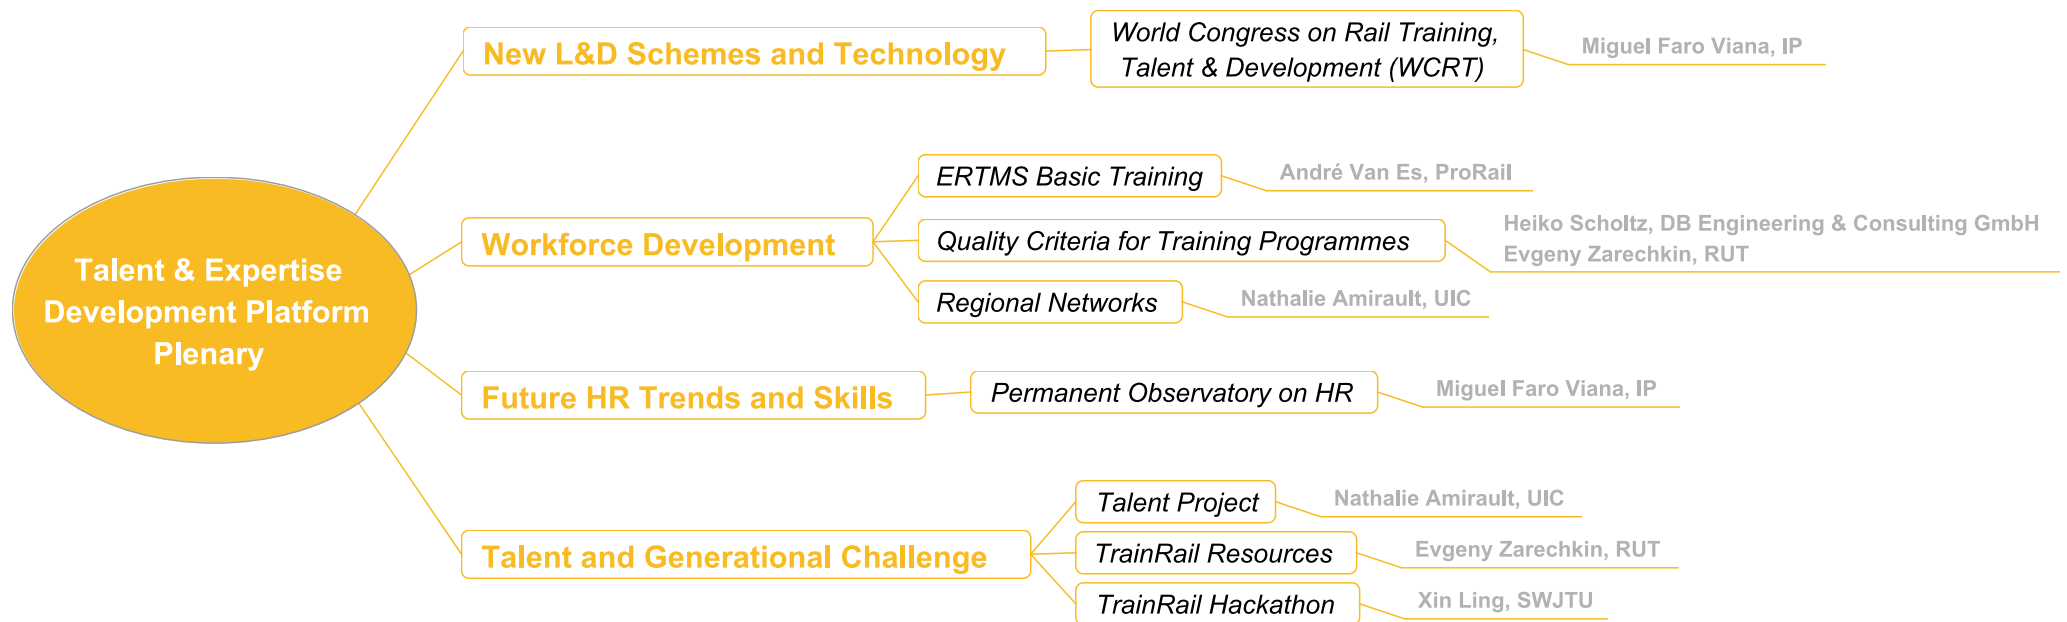 Talent & Expertise
Development Platform
Plenary
New L&D Schemes and Technology
World Congress on Rail Training,
Talent & Development (WCRT)
Miguel Faro Viana, IP
Workforce Development
ERTMS Basic Training
André Van Es, ProRail
Quality Criteria for Training Programmes
Heiko Scholtz, DB Engineering & Consulting GmbH
Evgeny Zarechkin, RUT
Regional Networks
Nathalie Amirault, UIC
Future HR Trends and Skills
Permanent Observatory on HR
Miguel Faro Viana, IP
Talent and Generational Challenge
Talent Project
Nathalie Amirault, UIC
TrainRail Resources
Evgeny Zarechkin, RUT
TrainRail Hackathon
Xin Ling, SWJTU